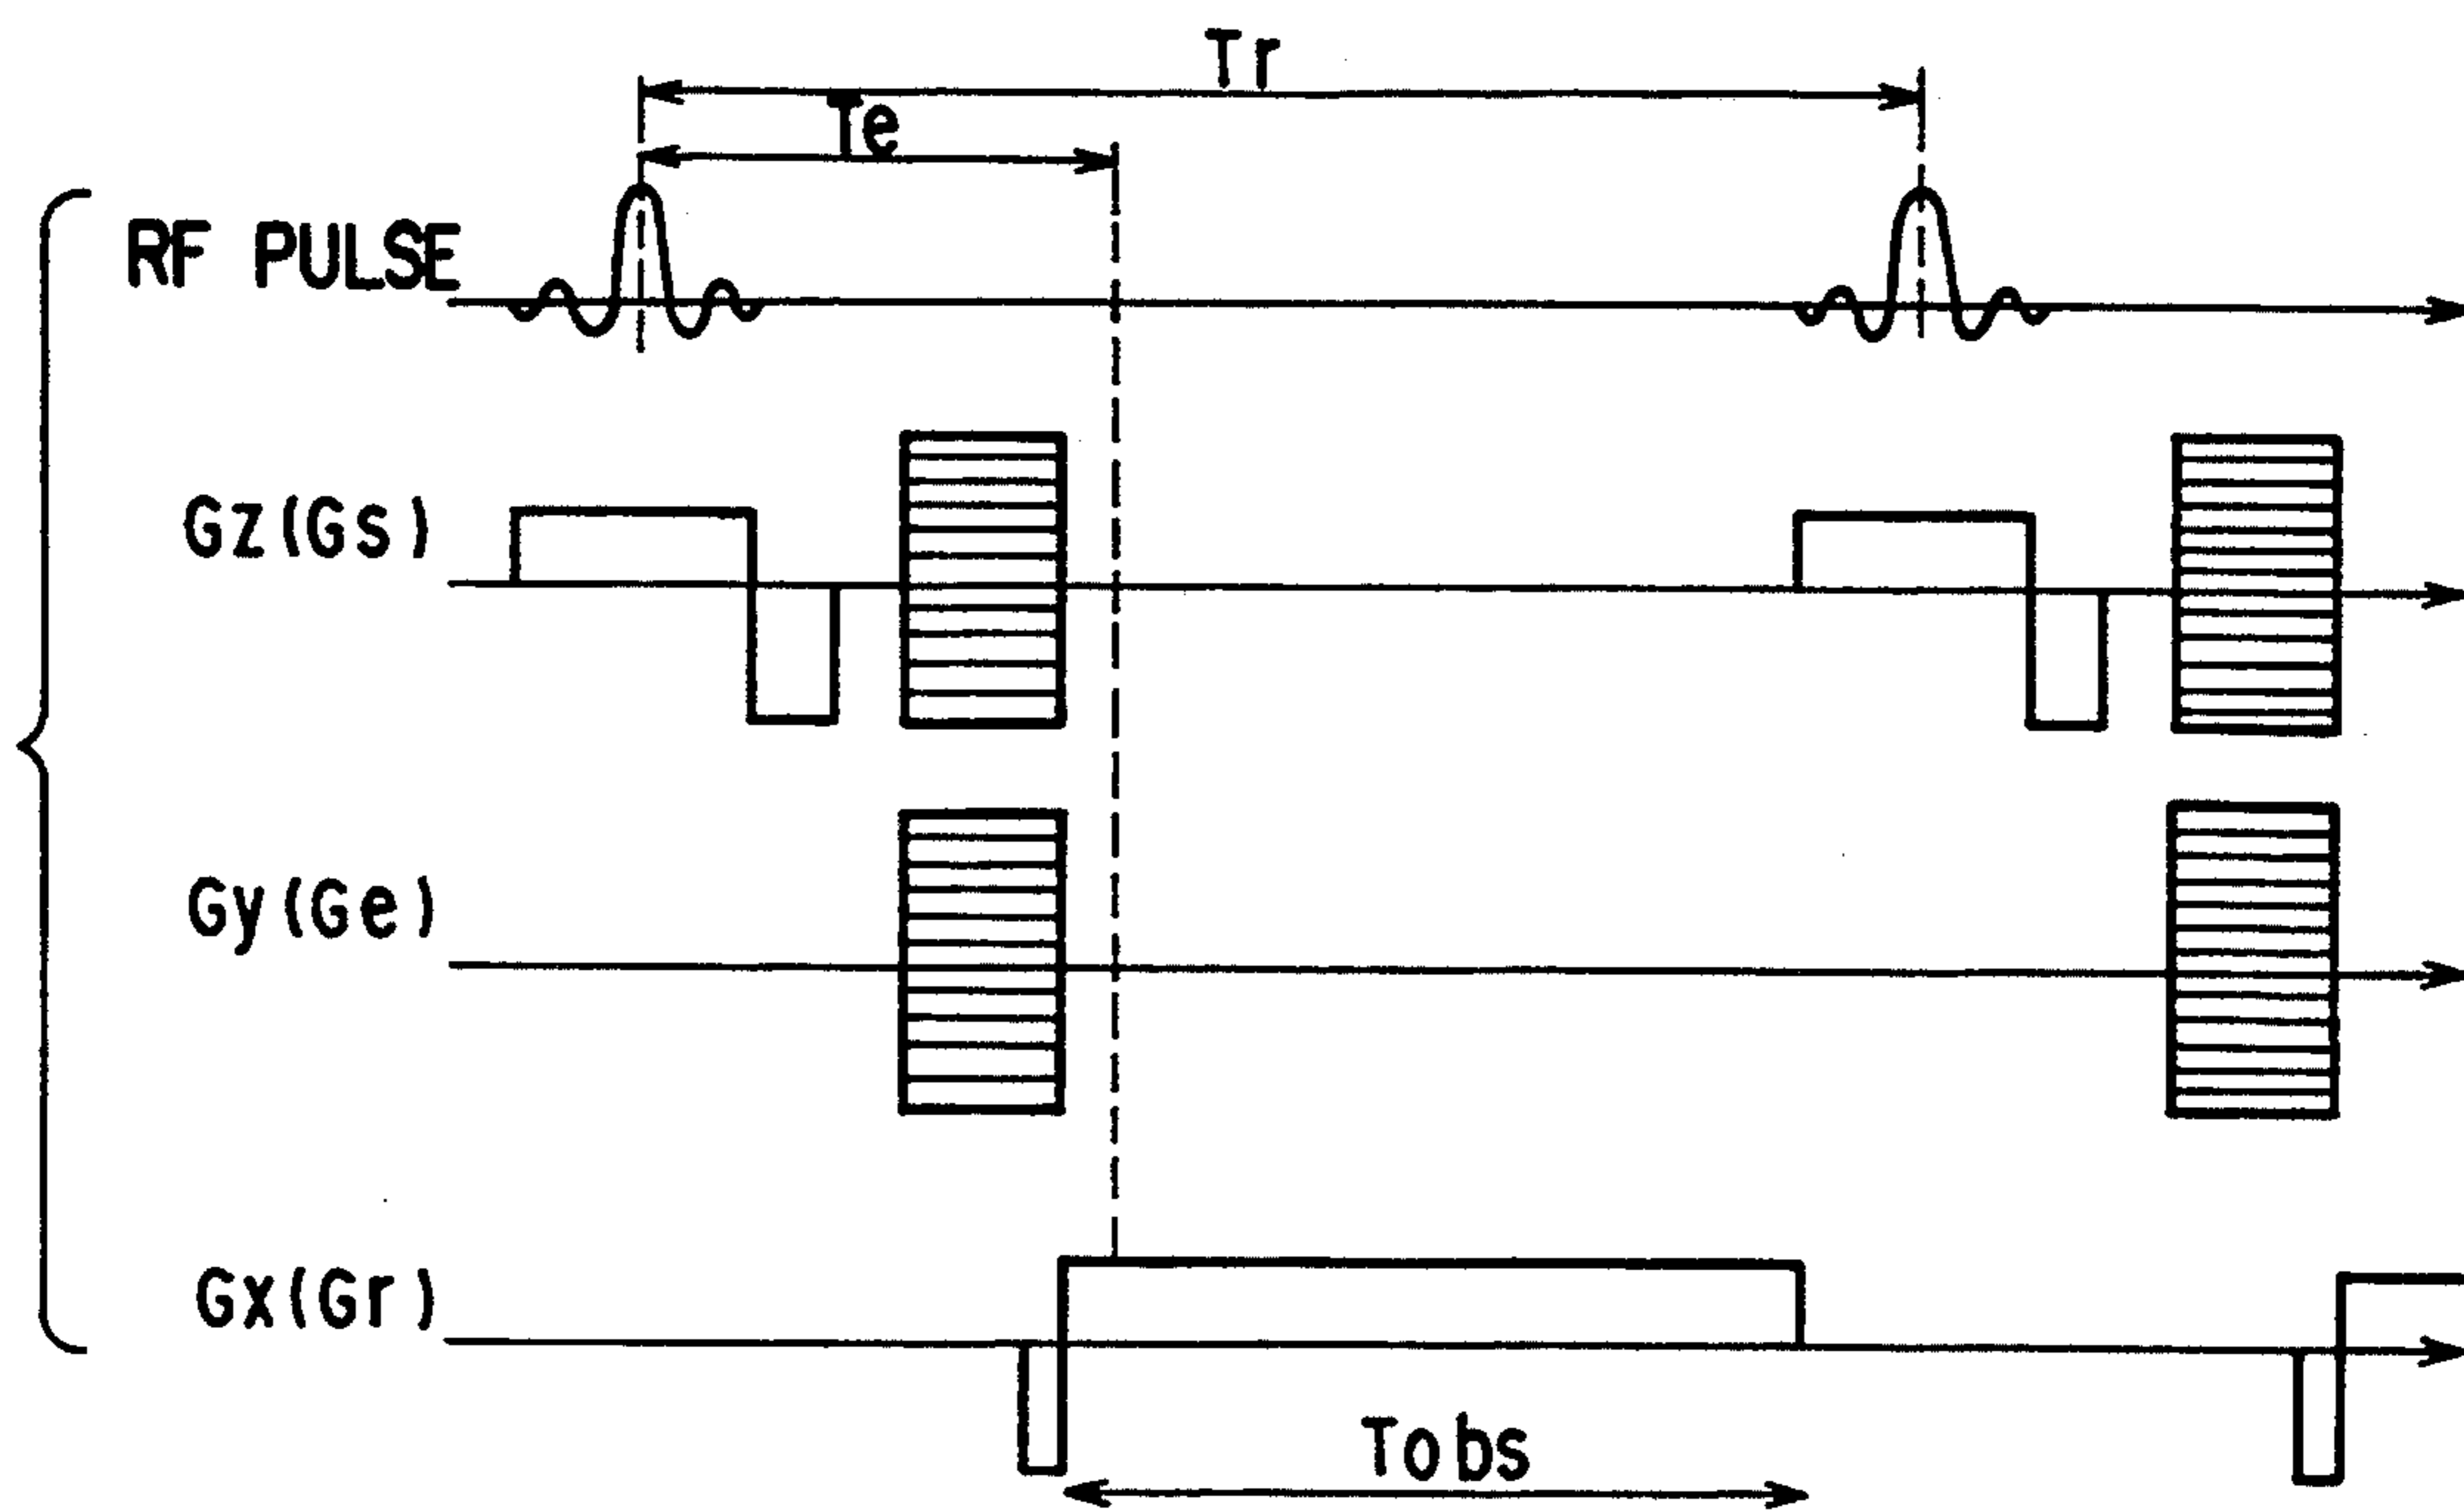 Tr
Te
RF PULSE
Gz(Gs)
Gy(Ge)
Gx(Gr)
Tobs